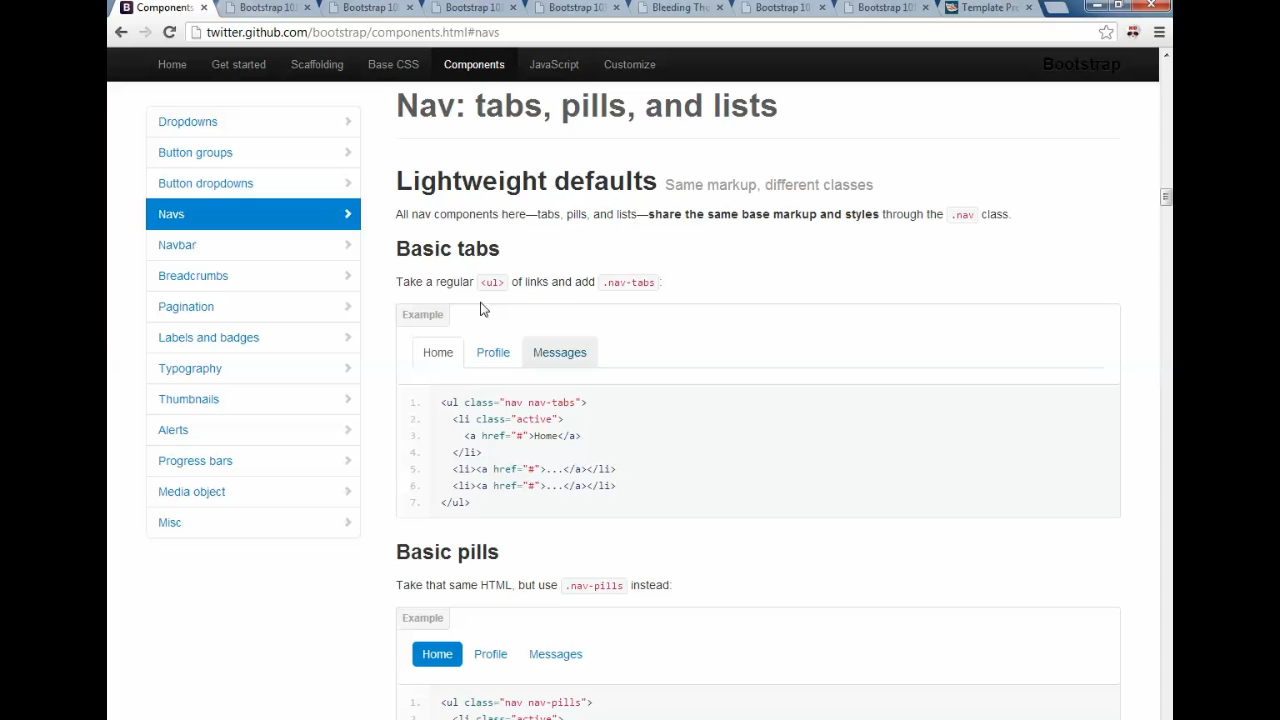 Components
Bootstrap 10
Bootstrap 10
Bootstrap 10
Bootstrap 10
Bleeding Tho
Bootstrap 10
Bootstrap 10
Template Pre
twitter.github.com/bootstrap/components.html#navs
Home Get started Scaffolding Base CSS Components JavaScript Customize Bootstrap
Dropdowns
Button groups
Button dropdowns
Navs
Navbar
Breadcrumbs
Pagination
Labels and badges
Typography
Thumbnails
Alerts
Progress bars
Media object
Misc
Nav: tabs, pills, and lists
Lightweight defaults Same markup, different classes
All nav components here—tabs, pills, and lists—share the same base markup and styles through the .nav class.
Basic tabs
Take a regular <ul> of links and add .nav-tabs:
Example
Home Profile Messages
1. <ul class="nav nav-tabs">
2. <li class="active">
3. <a href="#">Home</a>
4. </li>
5. <li><a href="#">...</a></li>
6. <li><a href="#">...</a></li>
7. </ul>
Basic pills
Take that same HTML, but use .nav-pills instead:
Example
Home Profile Messages
1. <ul class="nav nav-pills">
2. <li class="active">